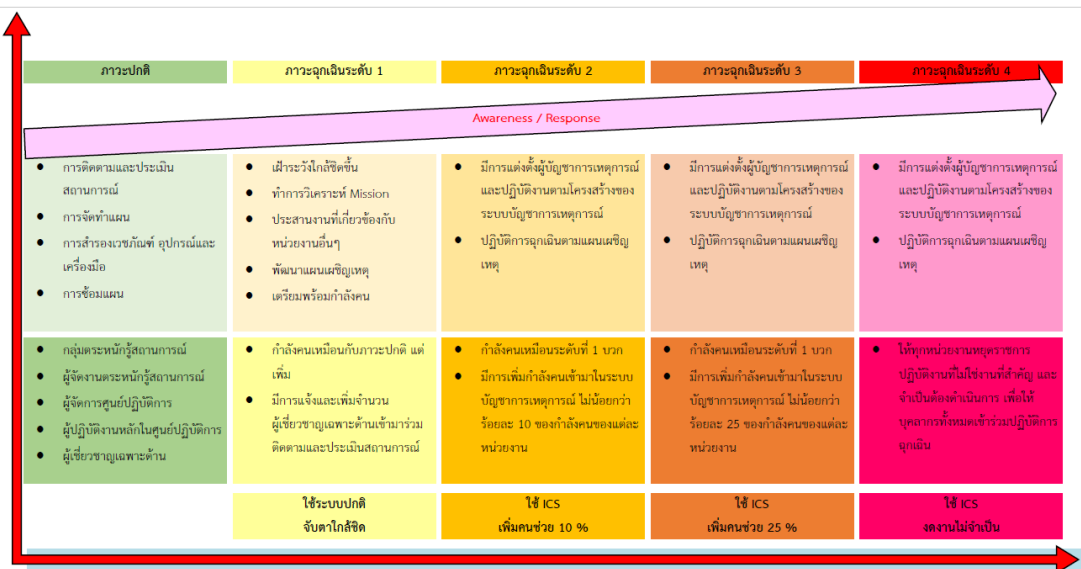 ภาวะปกติ
ภาวะฉุกเฉินระดับ 1
ภาวะฉุกเฉินระดับ 2
ภาวะฉุกเฉินระดับ 3
ภาวะฉุกเฉินระดับ 4
Awareness / Response
● การติดตามและประเมิน
สถานการณ์
● การจัดทำแผน
● การสำรองเวชภัณฑ์ อุปกรณ์และ
เครื่องมือ
● การซ้อมแผน
● เฝ้าระวังใกล้ชิดขึ้น
● ทำการวิเคราะห์ Mission
● ประสานงานที่เกี่ยวข้องกับ
หน่วยงานอื่นๆ
● พัฒนาแผนเผชิญเหตุ
● เตรียมพร้อมกำลังคน
● มีการแต่งตั้งผู้บัญชาการเหตุการณ์
และปฏิบัติงานตามโครงสร้างของ
ระบบบัญชาการเหตุการณ์
● ปฏิบัติการฉุกเฉินตามแผนเผชิญ
เหตุ
● มีการแต่งตั้งผู้บัญชาการเหตุการณ์
และปฏิบัติงานตามโครงสร้างของ
ระบบบัญชาการเหตุการณ์
● ปฏิบัติการฉุกเฉินตามแผนเผชิญ
เหตุ
● มีการแต่งตั้งผู้บัญชาการเหตุการณ์
และปฏิบัติงานตามโครงสร้างของ
ระบบบัญชาการเหตุการณ์
● ปฏิบัติการฉุกเฉินตามแผนเผชิญ
เหตุ
● กลุ่มตระหนักรู้สถานการณ์
● ผู้จัดงานตระหนักรู้สถานการณ์
● ผู้จัดการศูนย์ปฏิบัติการ
● ผู้ปฏิบัติงานหลักในศูนย์ปฏิบัติการ
● ผู้เชี่ยวชาญเฉพาะด้าน
● กำลังคนเหมือนกับภาวะปกติ แต่
เพิ่ม
● มีการแจ้งและเพิ่มจำนวน
ผู้เชี่ยวชาญเฉพาะด้านเข้ามาร่วม
ติดตามและประเมินสถานการณ์
● กำลังคนเหมือนระดับที่ 1 บวก
● มีการเพิ่มกำลังคนเข้ามาในระบบ
บัญชาการเหตุการณ์ ไม่น้อยกว่า
ร้อยละ 10 ของกำลังคนของแต่ละ
หน่วยงาน
● กำลังคนเหมือนระดับที่ 1 บวก
● มีการเพิ่มกำลังคนเข้ามาในระบบ
บัญชาการเหตุการณ์ ไม่น้อยกว่า
ร้อยละ 25 ของกำลังคนของแต่ละ
หน่วยงาน
● ให้ทุกหน่วยงานหยุดราชการ
ปฏิบัติงานที่ไม่ใช่งานที่สำคัญ และ
จำเป็นต้องดำเนินการ เพื่อให้
บุคลากรทั้งหมดเข้าร่วมปฏิบัติการ
ฉุกเฉิน
ใช้ระบบปกติ
จับตาใกล้ชิด
ใช้ ICS
เพิ่มคนช่วย 10 %
ใช้ ICS
เพิ่มคนช่วย 25 %
ใช้ ICS
งดงานไม่จำเป็น